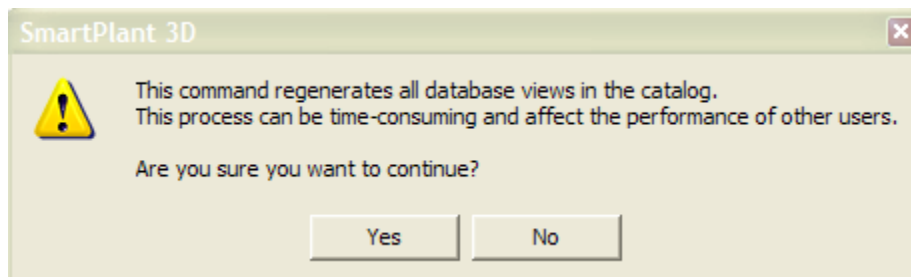 SmartPlant 3D
This command regenerates all database views in the catalog.
This process can be time-consuming and affect the performance of other users.
Are you sure you want to continue?
Yes No